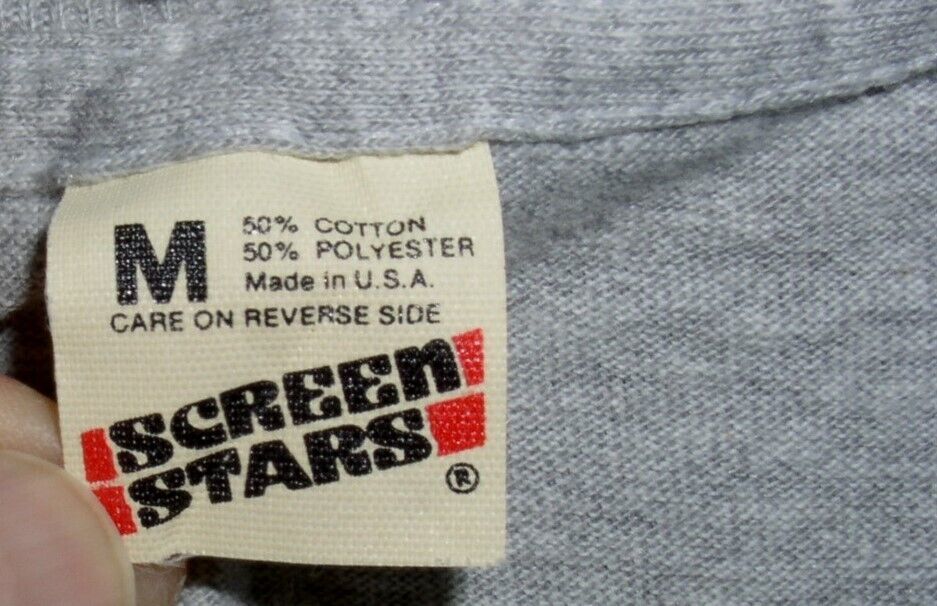 M
50% COTTON
50% POLYESTER
Made in U.S.A.
CARE ON REVERSE SIDE
SCREEN
STARS
®